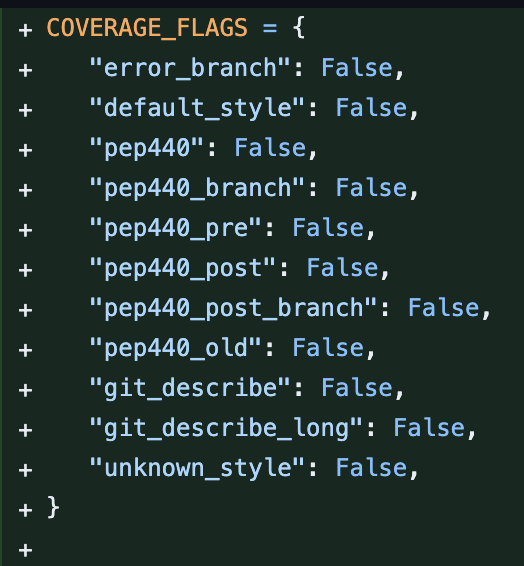 + COVERAGE_FLAGS = {
+     "error_branch": False,
+     "default_style": False,
+     "pep440": False,
+     "pep440_branch": False,
+     "pep440_pre": False,
+     "pep440_post": False,
+     "pep440_post_branch": False,
+     "pep440_old": False,
+     "git_describe": False,
+     "git_describe_long": False,
+     "unknown_style": False,
+ }
+